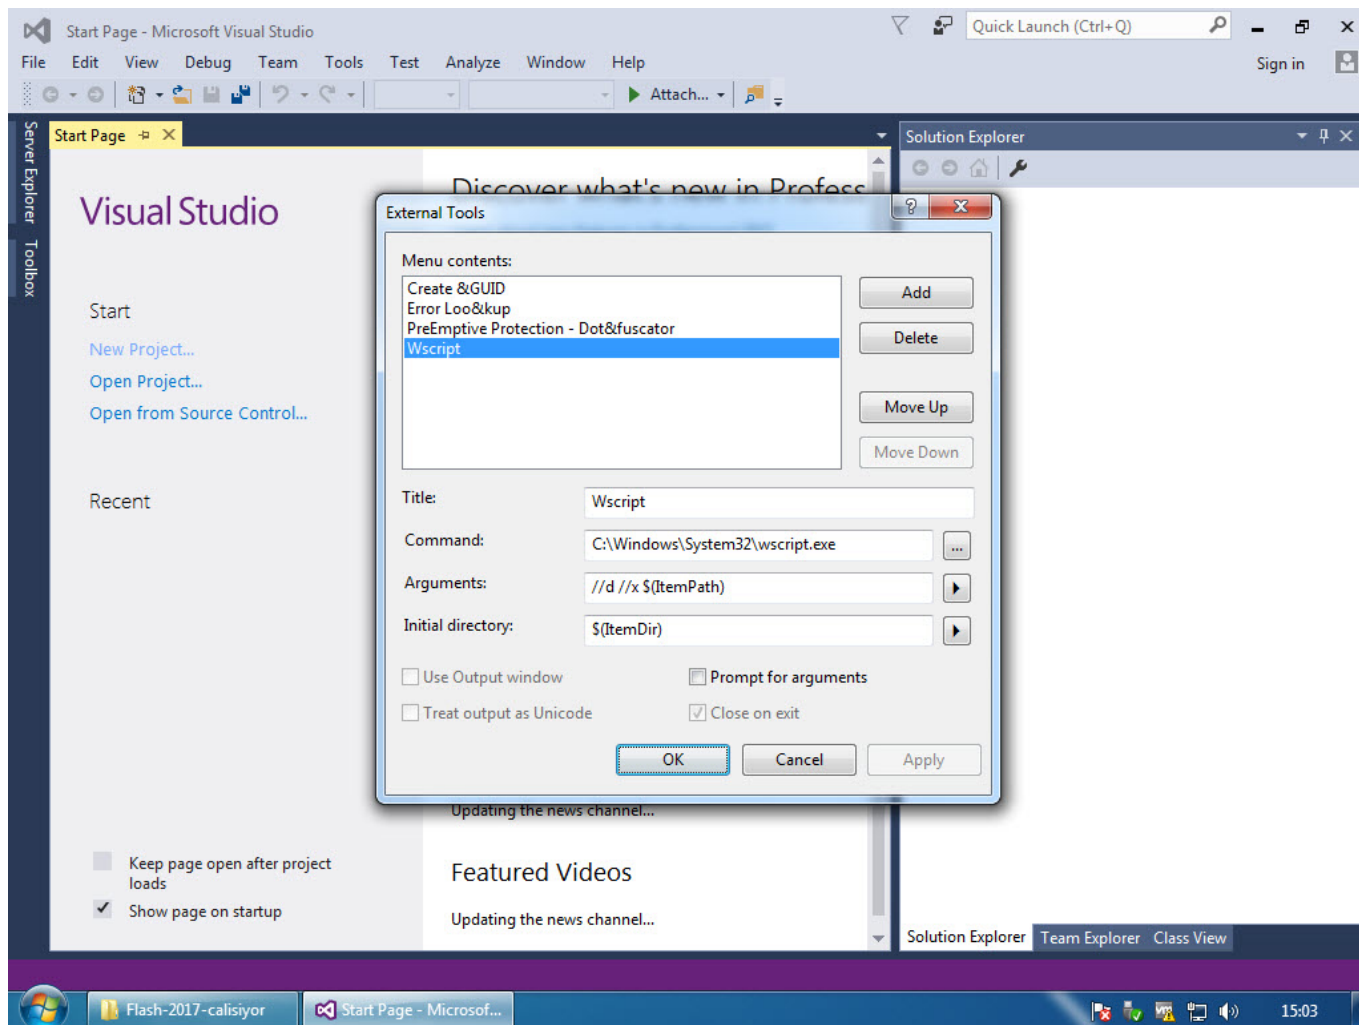 Start Page - Microsoft Visual Studio
Quick Launch (Ctrl+Q)
File Edit View Debug Team Tools Test Analyze Window Help
Sign in
Attach...
Server Explorer
Toolbox
Start Page
Solution Explorer
Discover what's new in Profess
Visual Studio
Start
New Project...
Open Project...
Open from Source Control...
Recent
External Tools
Menu contents:
Create &GUID
Error Loo&kup
PreEmptive Protection - Dot&fuscator
Wscript
Add
Delete
Move Up
Move Down
Title: Wscript
Command: C:\Windows\System32\wscript.exe
...
Arguments: //d //x $(ItemPath)
Initial directory: $(ItemDir)
Use Output window
Prompt for arguments
Treat output as Unicode
Close on exit
OK Cancel Apply
Updating the news channel...
Keep page open after project
loads
Show page on startup
Featured Videos
Updating the news channel...
Solution Explorer Team Explorer Class View
Flash-2017-calisiyor
Start Page - Microsof...
15:03